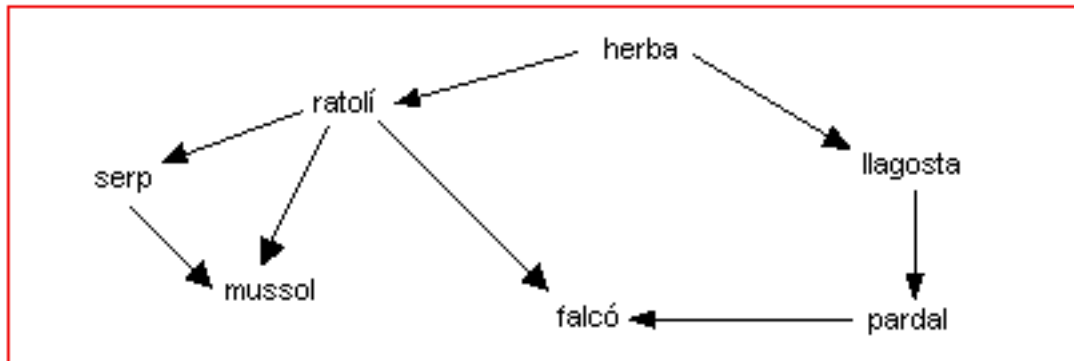 herba
ratolí
llagosta
serp
mussol
falcó
pardal